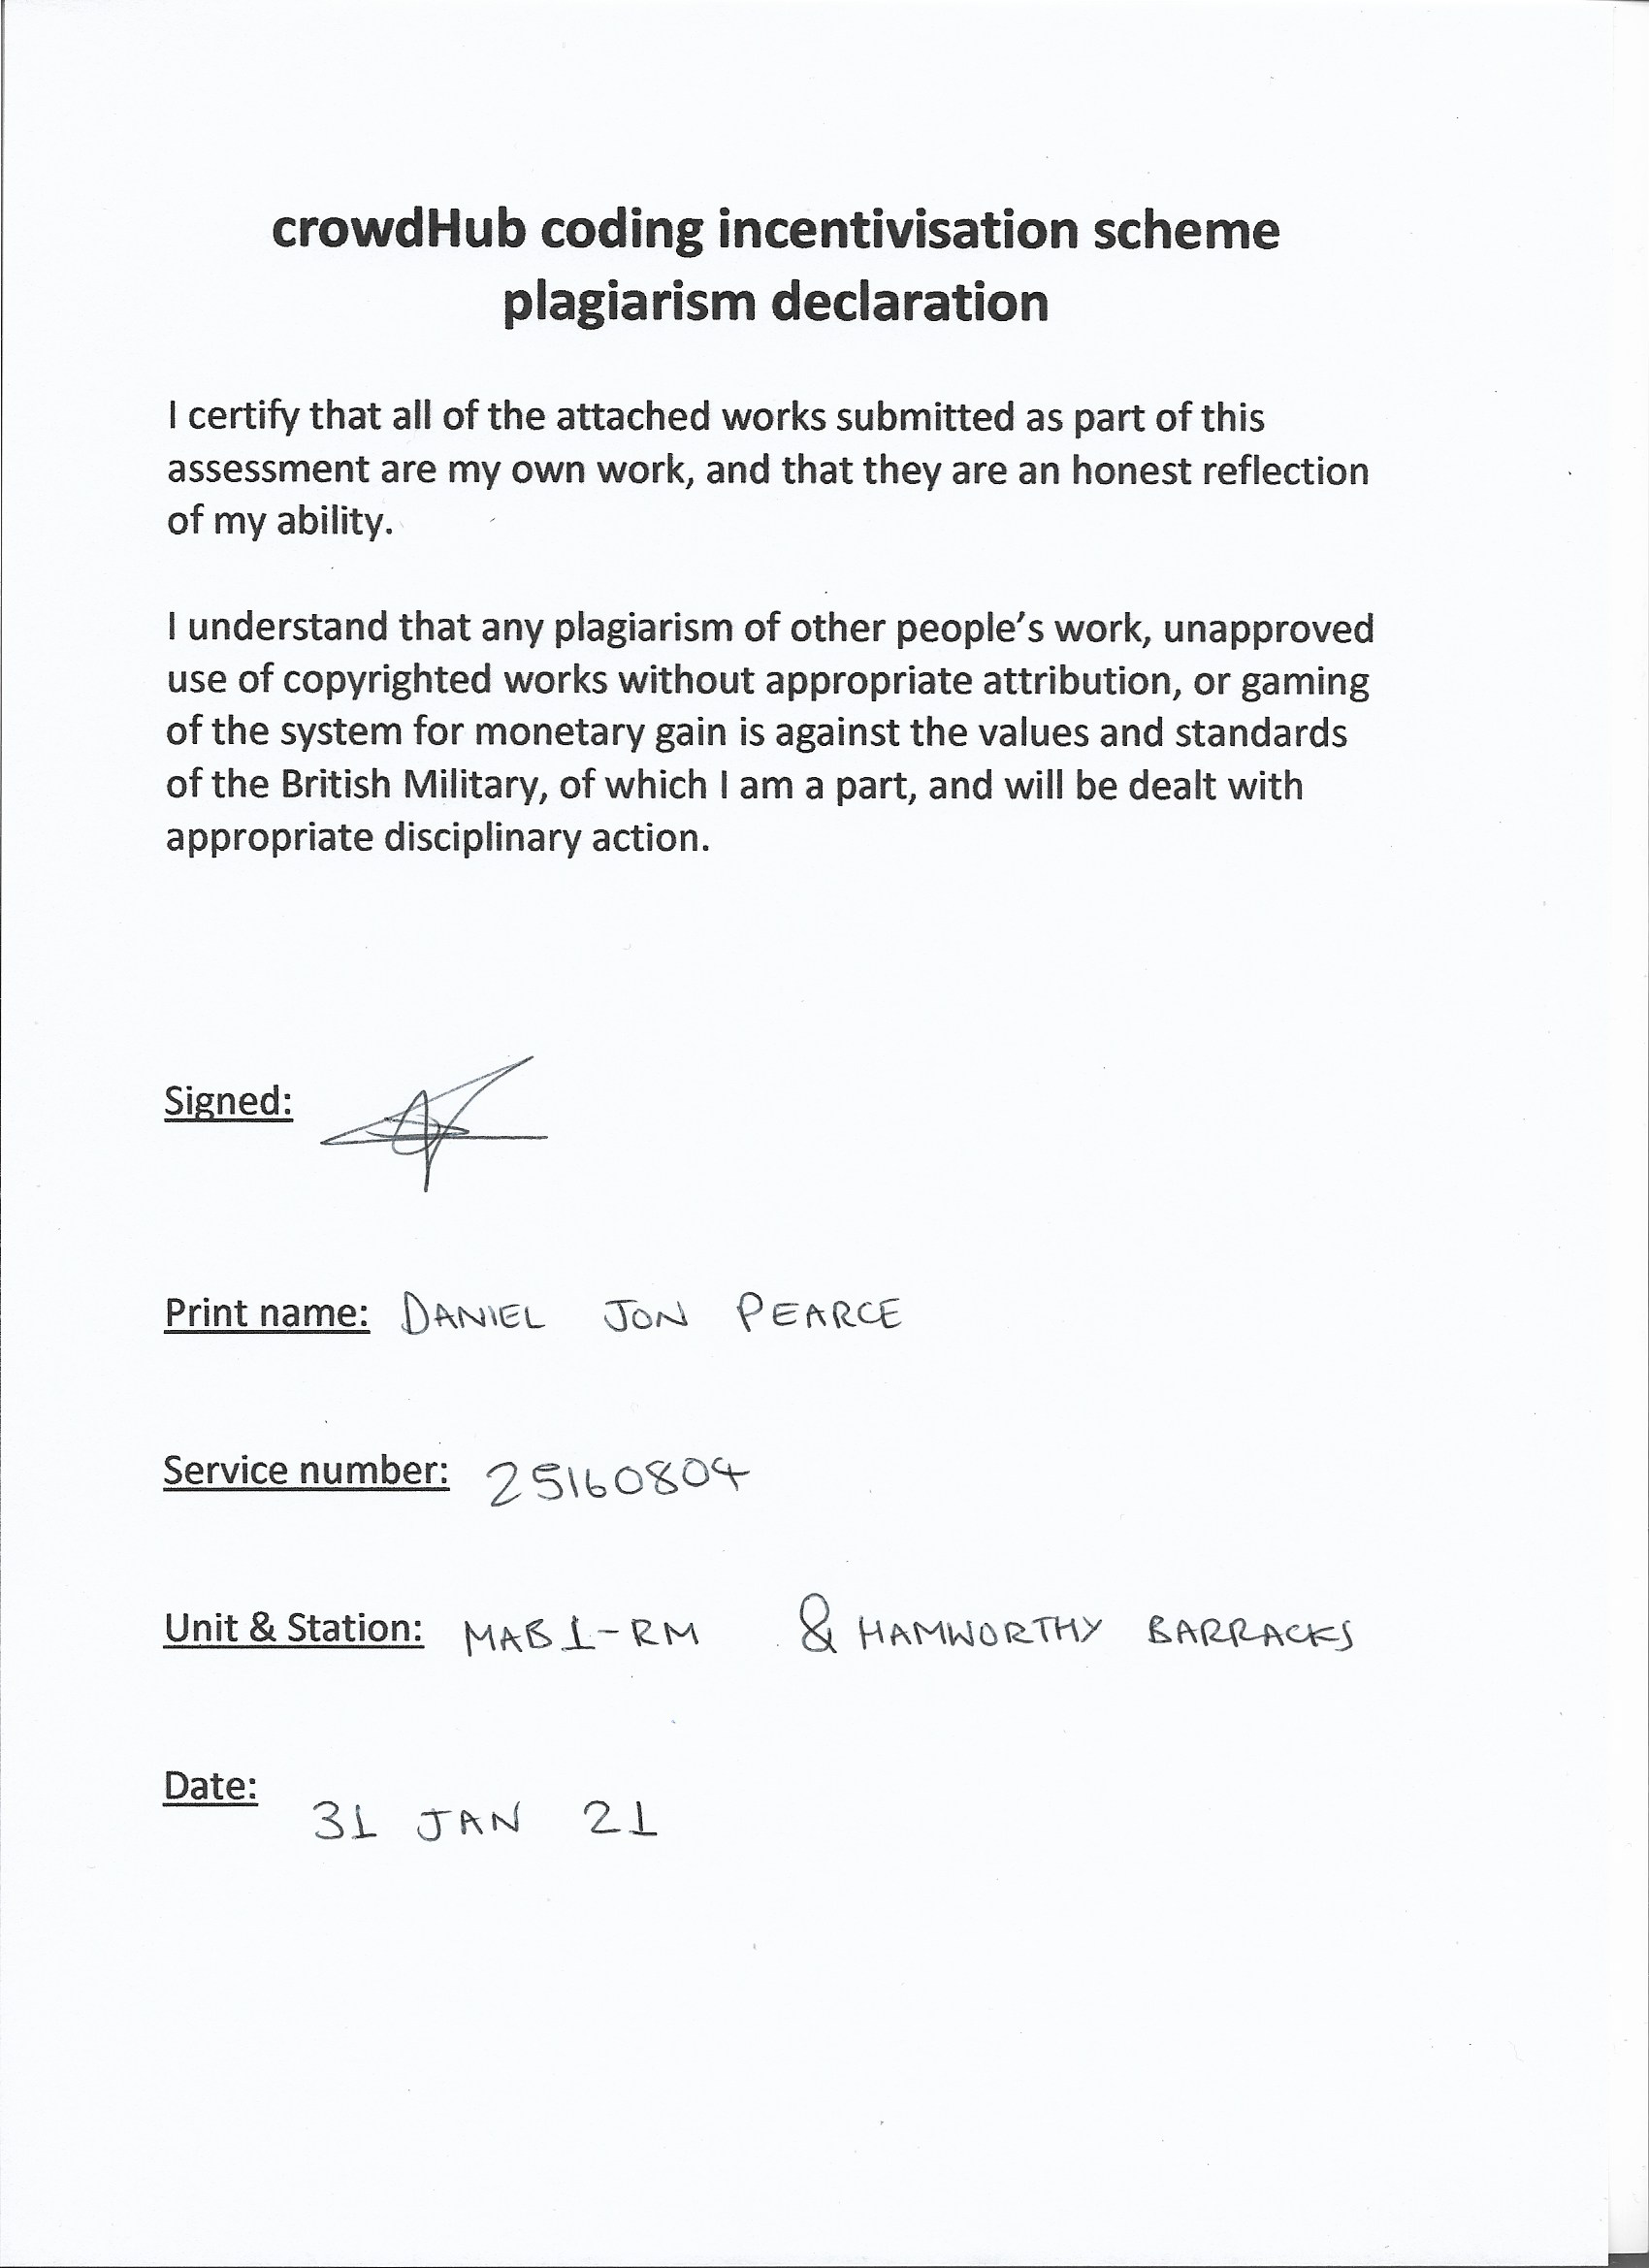 crowdHub coding incentivisation scheme
plagiarism declaration
I certify that all of the attached works submitted as part of this
assessment are my own work, and that they are an honest reflection
of my ability.
I understand that any plagiarism of other people’s work, unapproved
use of copyrighted works without appropriate attribution, or gaming
of the system for monetary gain is against the values and standards
of the British Military, of which I am a part, and will be dealt with
appropriate disciplinary action.
Signed:
Print name: DANIEL JON PEARCE
Service number: 25160804
Unit & Station: MAB1-RM & HAMWORTHY BARRACKS
Date: 31 JAN 21